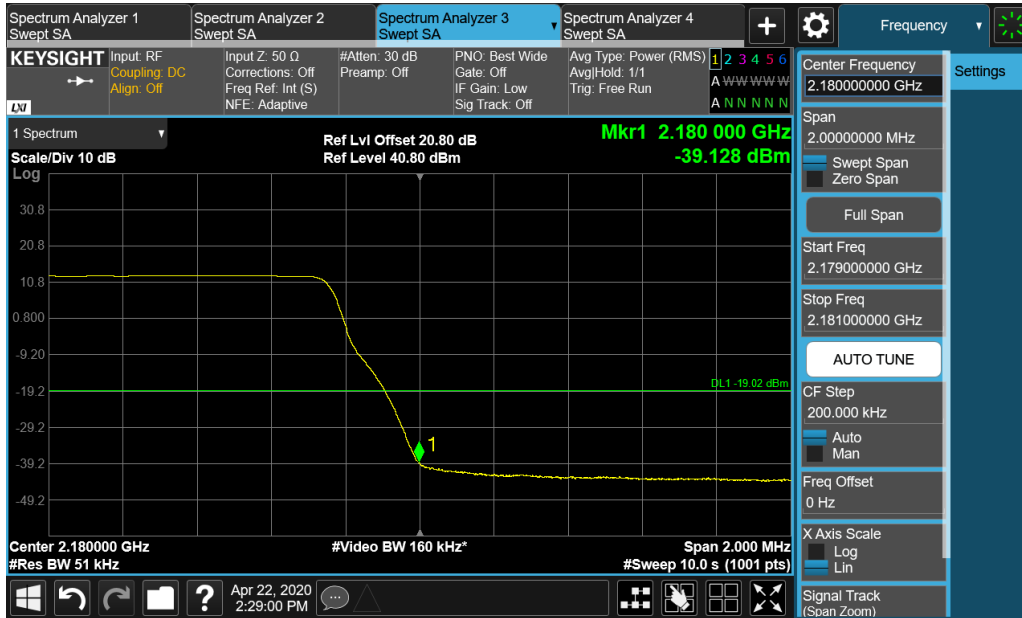 Spectrum Analyzer 1
Swept SA
Spectrum Analyzer 2
Swept SA
Spectrum Analyzer 3
Swept SA
Spectrum Analyzer 4
Swept SA
Frequency
KEYSIGHT
LXI
Input: RF
Coupling: DC
Align: Off
Input Z: 50 Ω
Corrections: Off
Freq Ref: Int (S)
NFE: Adaptive
#Atten: 30 dB
Preamp: Off
PNO: Best Wide
Gate: Off
IF Gain: Low
Sig Track: Off
Avg Type: Power (RMS)
Avg|Hold: 1/1
Trig: Free Run
1 2 3 4 5 6
A W W W W W
A N N N N N
1 Spectrum
Scale/Div 10 dB
Ref Lvl Offset 20.80 dB
Ref Level 40.80 dBm
Mkr1 2.180 000 GHz
-39.128 dBm
Log
30.8
20.8
10.8
0.800
-9.20
-19.2
-29.2
-39.2
-49.2
DL1 -19.02 dBm
1
Center 2.180000 GHz
#Res BW 51 kHz
#Video BW 160 kHz*
Span 2.000 MHz
#Sweep 10.0 s (1001 pts)
Apr 22, 2020
2:29:00 PM
Center Frequency
2.180000000 GHz
Span
2.00000000 MHz
Swept Span
Zero Span
Full Span
Start Freq
2.179000000 GHz
Stop Freq
2.181000000 GHz
AUTO TUNE
CF Step
200.000 kHz
Auto
Man
Freq Offset
0 Hz
X Axis Scale
Log
Lin
Signal Track
(Span Zoom)
Settings